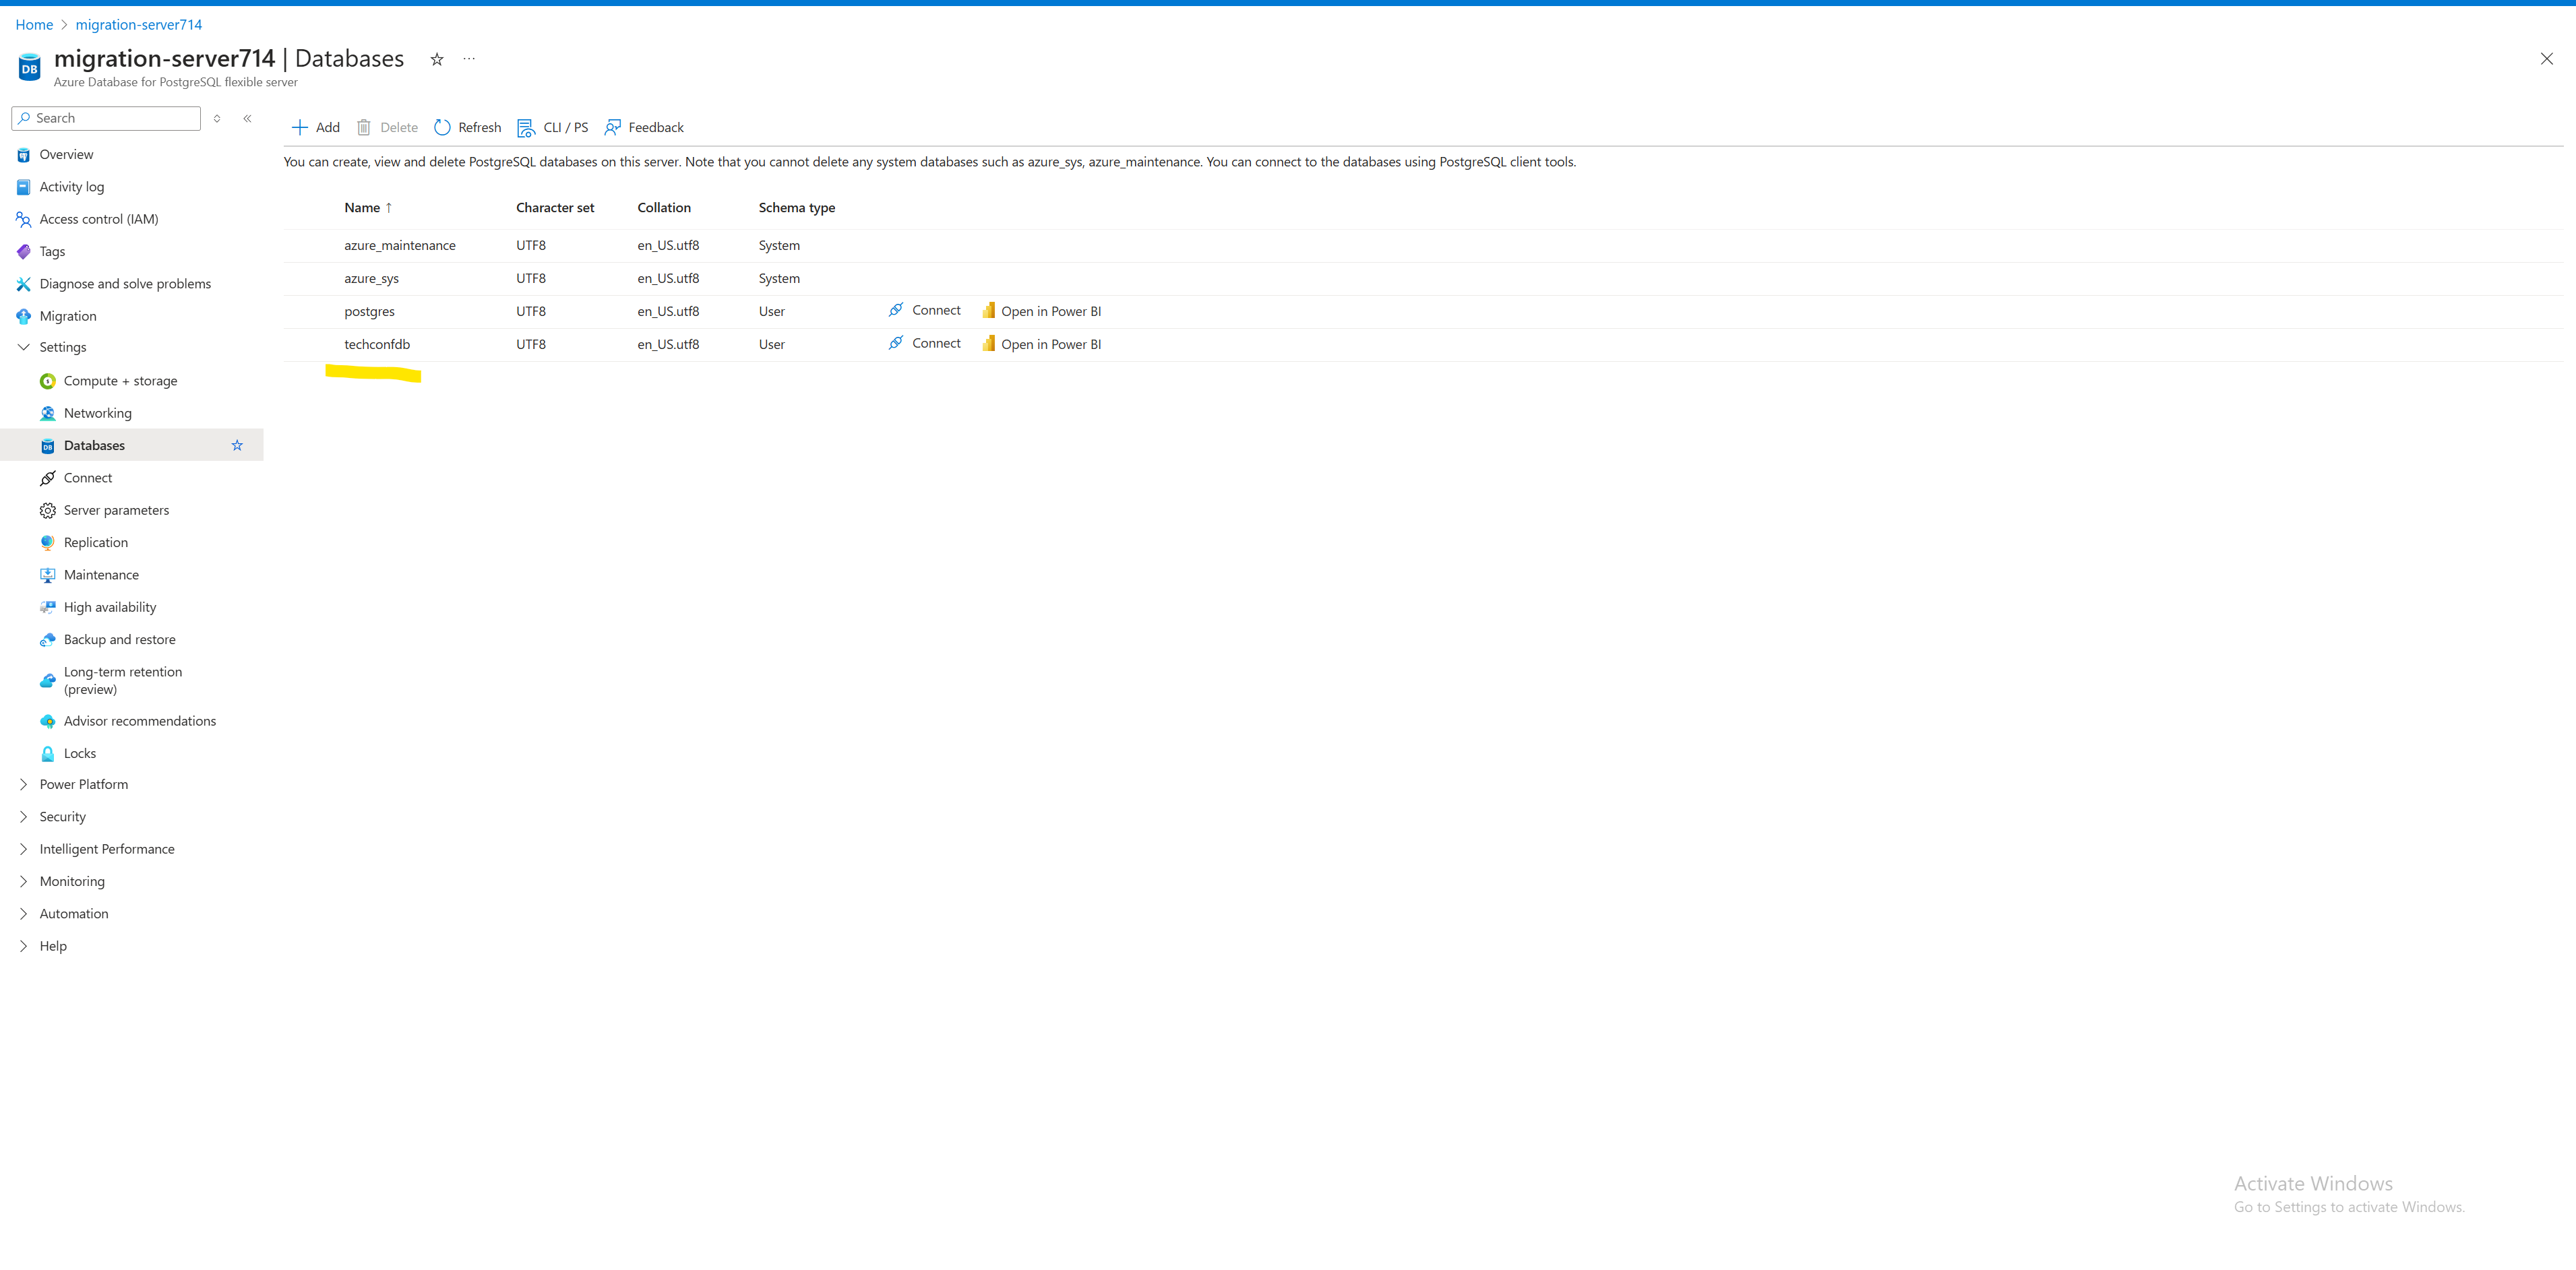 Home > migration-server714
migration-server714 | Databases
Azure Database for PostgreSQL flexible server
Search
Overview
Activity log
Access control (IAM)
Tags
Diagnose and solve problems
Migration
Settings
Compute + storage
Networking
Databases
Connect
Server parameters
Replication
Maintenance
High availability
Backup and restore
Long-term retention
(preview)
Advisor recommendations
Locks
Power Platform
Security
Intelligent Performance
Monitoring
Automation
Help
Add Delete Refresh CLI / PS Feedback
You can create, view and delete PostgreSQL databases on this server. Note that you cannot delete any system databases such as azure_sys, azure_maintenance. You can connect to the databases using PostgreSQL client tools.
Name ↑ Character set Collation Schema type
azure_maintenance UTF8 en_US.utf8 System
azure_sys UTF8 en_US.utf8 System
postgres UTF8 en_US.utf8 User Connect Open in Power BI
techconfdb UTF8 en_US.utf8 User Connect Open in Power BI
Activate Windows
Go to Settings to activate Windows.